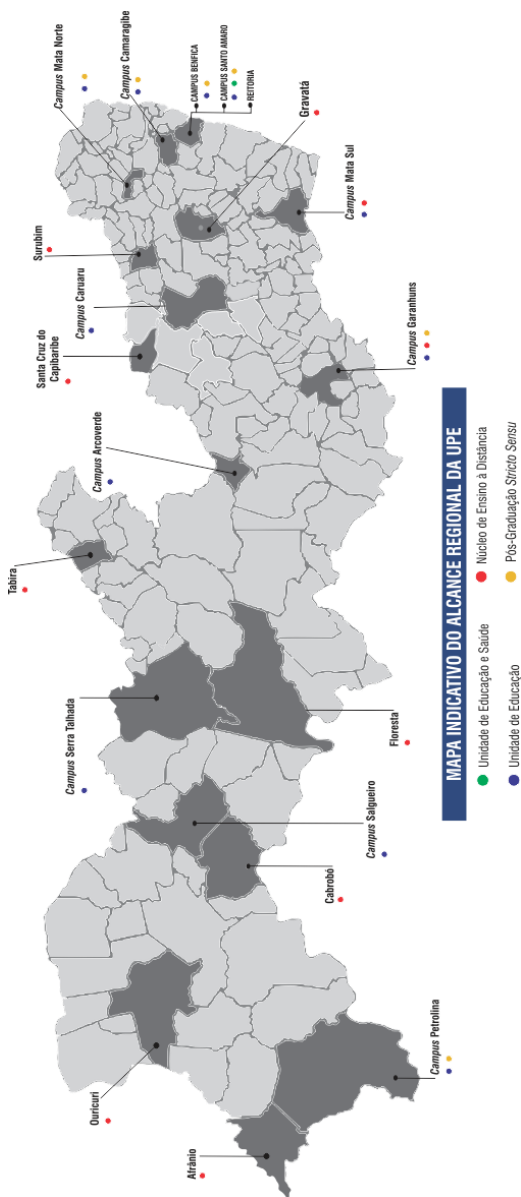 Afrânio
Ouricuri
Campus Petrolina
Cabrobó
Campus Salgueiro
Campus Serra Talhada
Floresta
Tabira
Campus Arcoverde
Santa Cruz do
Capibaribe
Campus Caruaru
Surubim
Campus Garanhuns
Campus Mata Norte
Campus Camaragibe
CAMPUS BENFICA
CAMPUS SANTO AMARO
REITORIA
Gravatá
Campus Mata Sul
MAPA INDICATIVO DO ALCANCE REGIONAL DA UPE
Unidade de Educação e Saúde
Núcleo de Ensino à Distância
Unidade de Educação
Pós-Graduação Stricto Sensu